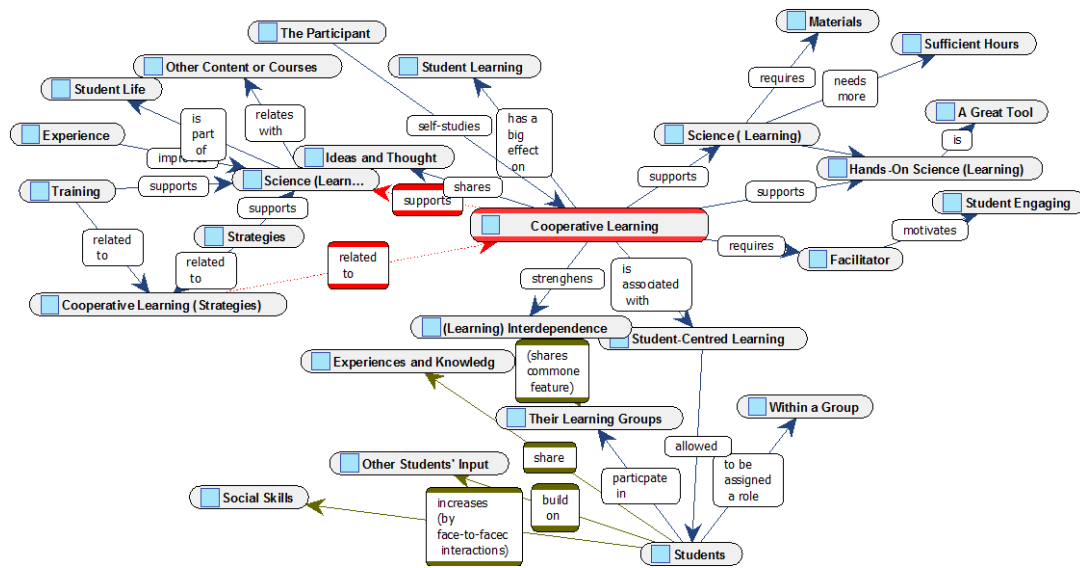 Materials
The Participant
Sufficient Hours
Other Content or Courses
Student Learning
requires
needs
more
Student Life
is
part
of
relates
with
self-studies
has a
big
effect
on
A Great Tool
Experience
Science ( Learning)
is
Ideas and Thought
Hands-On Science (Learning)
Training
supports
Science (Learn...
shares
supports
supports
supports
supports
Student Engaging
Cooperative Learning
related
to
Strategies
related
to
related
to
requires
motivates
Facilitator
strenghens
is
associated
with
Cooperative Learning (Strategies)
(Learning) Interdependence
Student-Centred Learning
Experiences and Knowledg
(shares
commone
feature)
Within a Group
Their Learning Groups
allowed
share
Other Students' Input
to be
assigned
a role
particpate
in
Social Skills
increases
(by
face-to-facec
interactions)
build
on
Students